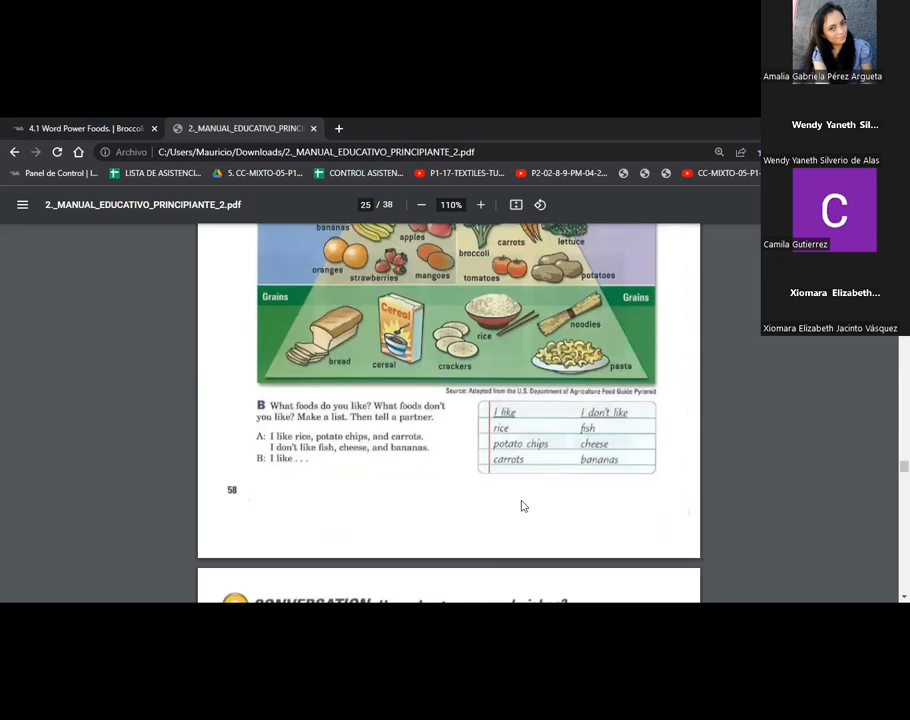 Amalia Gabriela Pérez Argueta
Wendy Yaneth Sil...
Wendy Yaneth Silverio de Alas
C
Camila Gutierrez
Xiomara Elizabeth...
Xiomara Elizabeth Jacinto Vásquez
4.1 Word Power Foods. | Broccoli
2._MANUAL_EDUCATIVO_PRINCI
Archivo C:/Users/Mauricio/Downloads/2._MANUAL_EDUCATIVO_PRINCIPIANTE_2.pdf
Panel de Control | I... LISTA DE ASISTENCI... 5. CC-MIXTO-05-P1... CONTROL ASISTEN... P1-17-TEXTILES-TU... P2-02-8-9-PM-04-2... CC-MIXTO-05-P1
2._MANUAL_EDUCATIVO_PRINCIPIANTE_2.pdf 25 / 38 110%
bananas
apples
broccoli
carrots
lettuce
oranges
strawberries
mangoes
tomatoes
potatoes
Grains
Grains
Cereal
bread
cereal
crackers
rice
noodles
pasta
Source: Adapted from the U.S. Department of Agriculture Food Guide Pyramid
B What foods do you like? What foods don't
you like? Make a list. Then tell a partner.
A: I like rice, potato chips, and carrots.
I don't like fish, cheese, and bananas.
B: I like . . .
I like I don't like
rice fish
potato chips cheese
carrots bananas
58